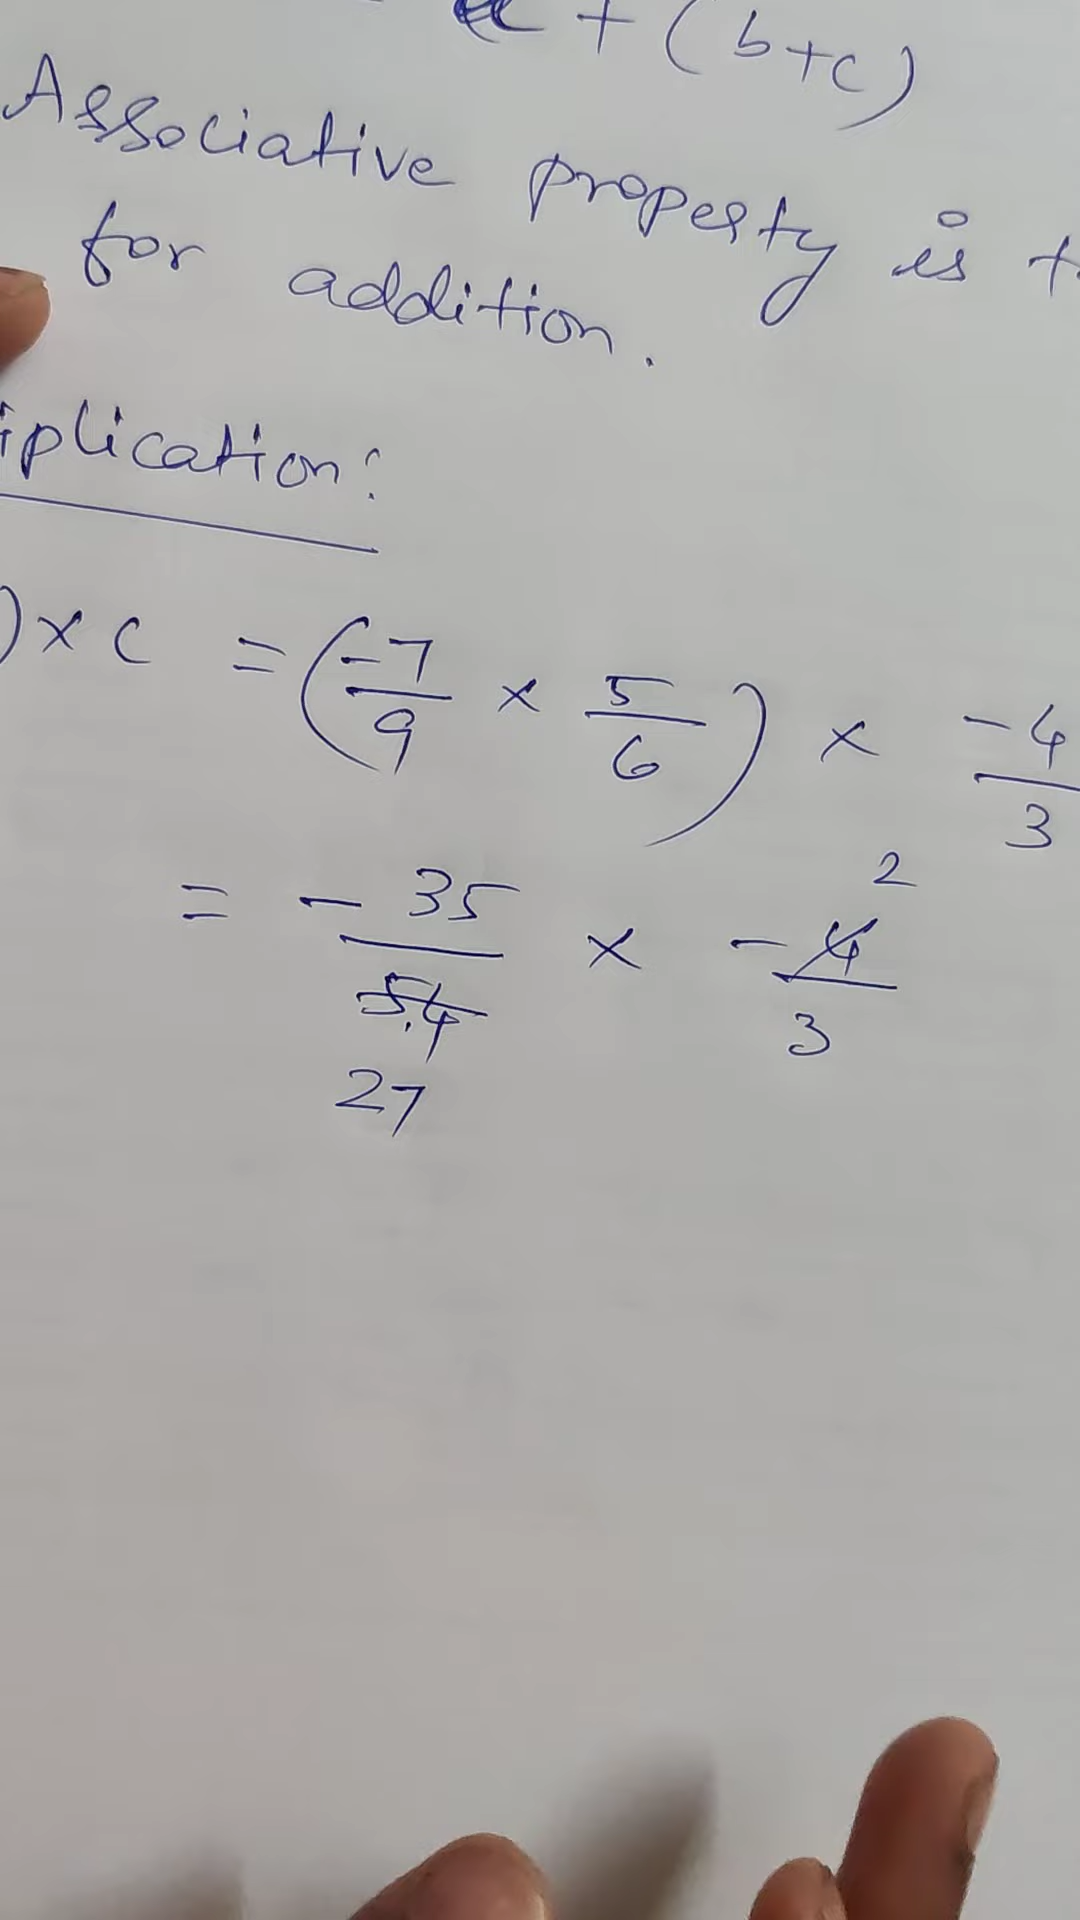 + (b+c)
Associative property is
for addition.
iplication:
) × c = (-7/9 × 5/6) × -4/3
2
= - 35/54 × - 4/3
27